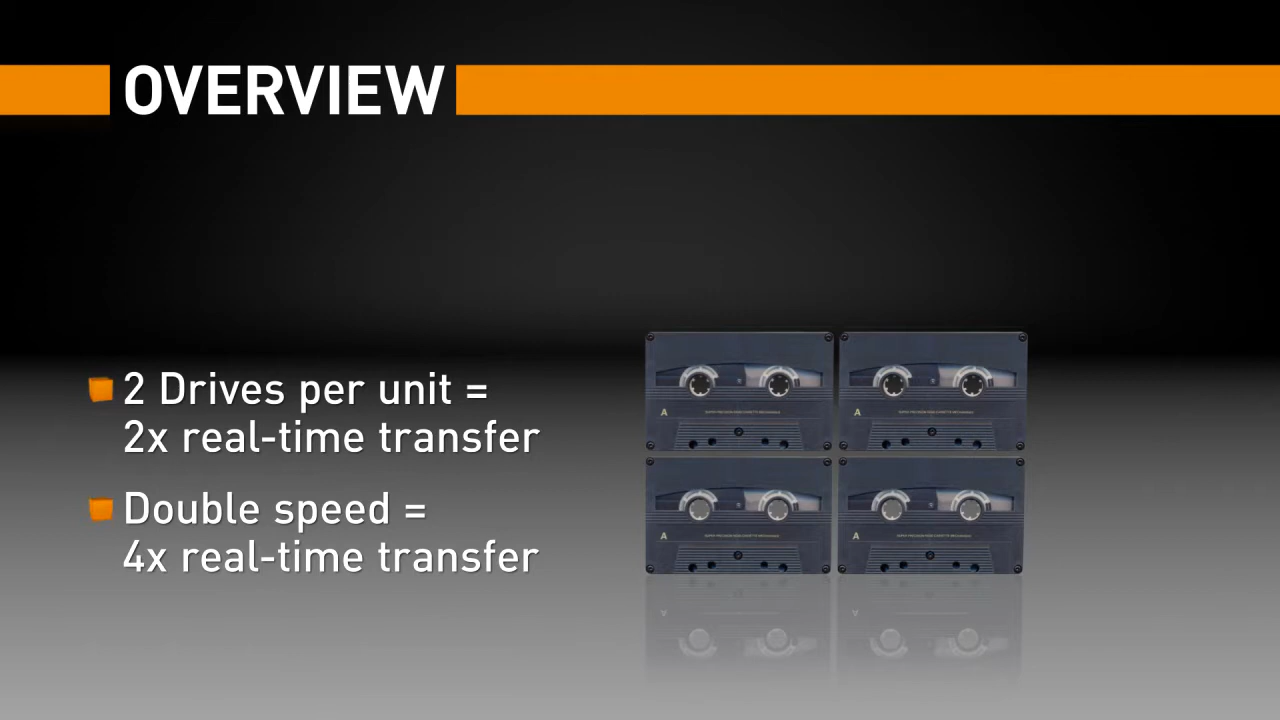 OVERVIEW
2 Drives per unit =
2x real-time transfer
Double speed =
4x real-time transfer
A
A
A
A